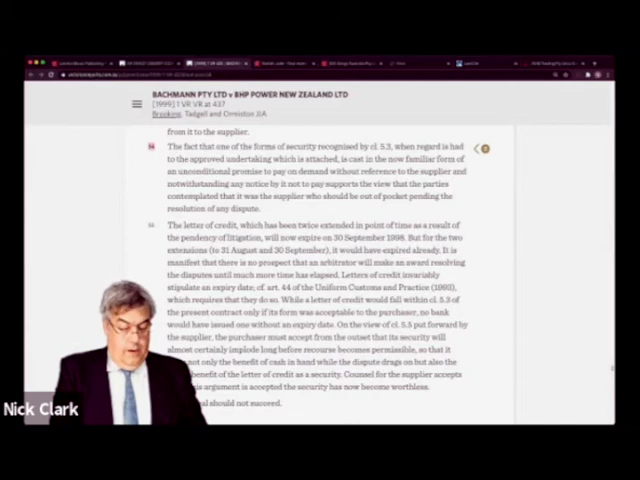 BACHMANN PTY LTD v BHP POWER NEW ZEALAND LTD
[1999] 1 VR VR at 437
Brooking, Tadgell and Ormiston JJA
from it to the supplier.
The fact that one of the forms of security recognised by cl. 5.3, when regard is had
to the approved undertaking which is attached, is cast in the now familiar form of
an unconditional promise to pay on demand without reference to the supplier and
notwithstanding any notice by it not to pay supports the view that the parties
contemplated that it was the supplier who should be out of pocket pending the
resolution of any dispute.
The letter of credit, which has been twice extended in point of time as a result of
the pendency of litigation, will now expire on 30 September 1998. But for the two
extensions (to 31 August and 30 September), it would have expired already. It is
manifest that there is no prospect that an arbitrator will make an award resolving
the disputes until much more time has elapsed. Letters of credit invariably
stipulate an expiry date; cf. art. 44 of the Uniform Customs and Practice (1993),
which requires that they do so. While a letter of credit would fall within cl. 5.3 of
the present contract only if its form was acceptable to the purchaser, no bank
would have issued one without an expiry date. On the view of cl. 5.5 put forward by
the supplier, the purchaser must accept from the outset that its security will
almost certainly implode long before recourse becomes permissible, so that it
not only the benefit of cash in hand while the dispute drags on but also the
benefit of the letter of credit as a security. Counsel for the supplier accepts
is argument is accepted the security has now become worthless.
al should not succeed.
Nick Clark